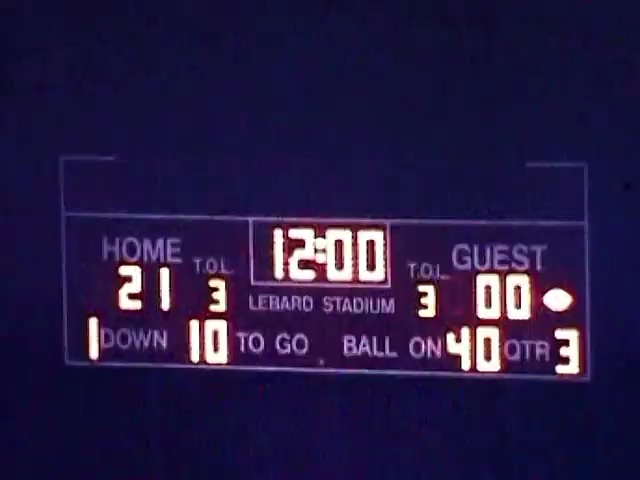 12:00
HOME T.O.L. T.O.L. GUEST
21 3 LEBARD STADIUM 3 00
1 DOWN 10 TO GO BALL ON 40 QTR 3